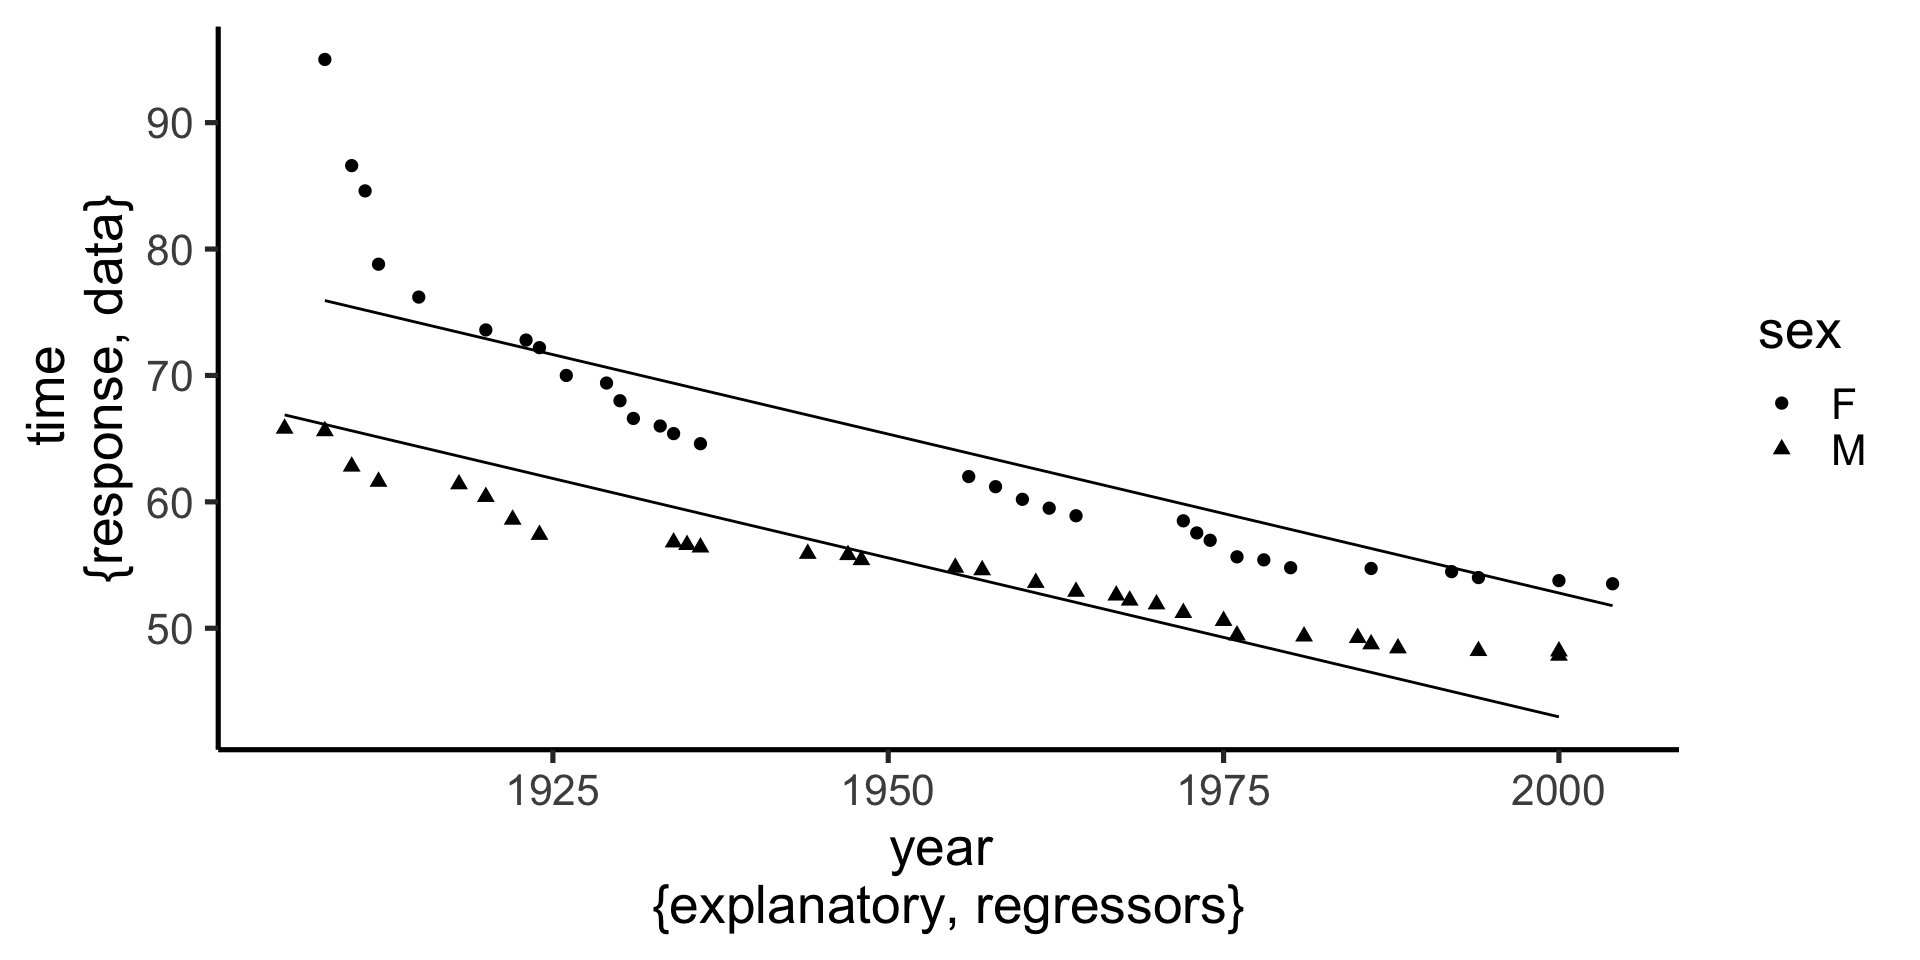 90
80
70
60
50
time
{response, data}
1925
1950
1975
2000
year
{explanatory, regressors}
sex
F
M